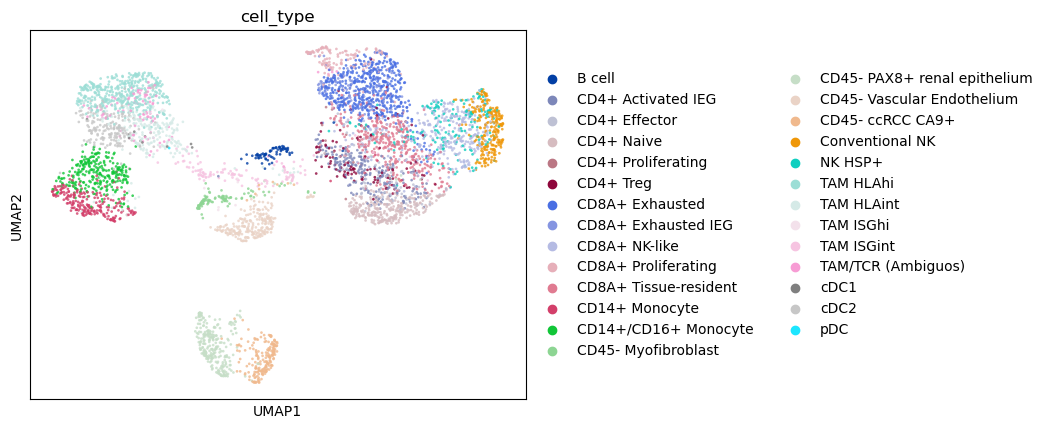 cell_type
UMAP2
UMAP1
B cell
CD4+ Activated IEG
CD4+ Effector
CD4+ Naive
CD4+ Proliferating
CD4+ Treg
CD8A+ Exhausted
CD8A+ Exhausted IEG
CD8A+ NK-like
CD8A+ Proliferating
CD8A+ Tissue-resident
CD14+ Monocyte
CD14+/CD16+ Monocyte
CD45- Myofibroblast
CD45- PAX8+ renal epithelium
CD45- Vascular Endothelium
CD45- ccRCC CA9+
Conventional NK
NK HSP+
TAM HLAhi
TAM HLAint
TAM ISGhi
TAM ISGint
TAM/TCR (Ambiguos)
cDC1
cDC2
pDC